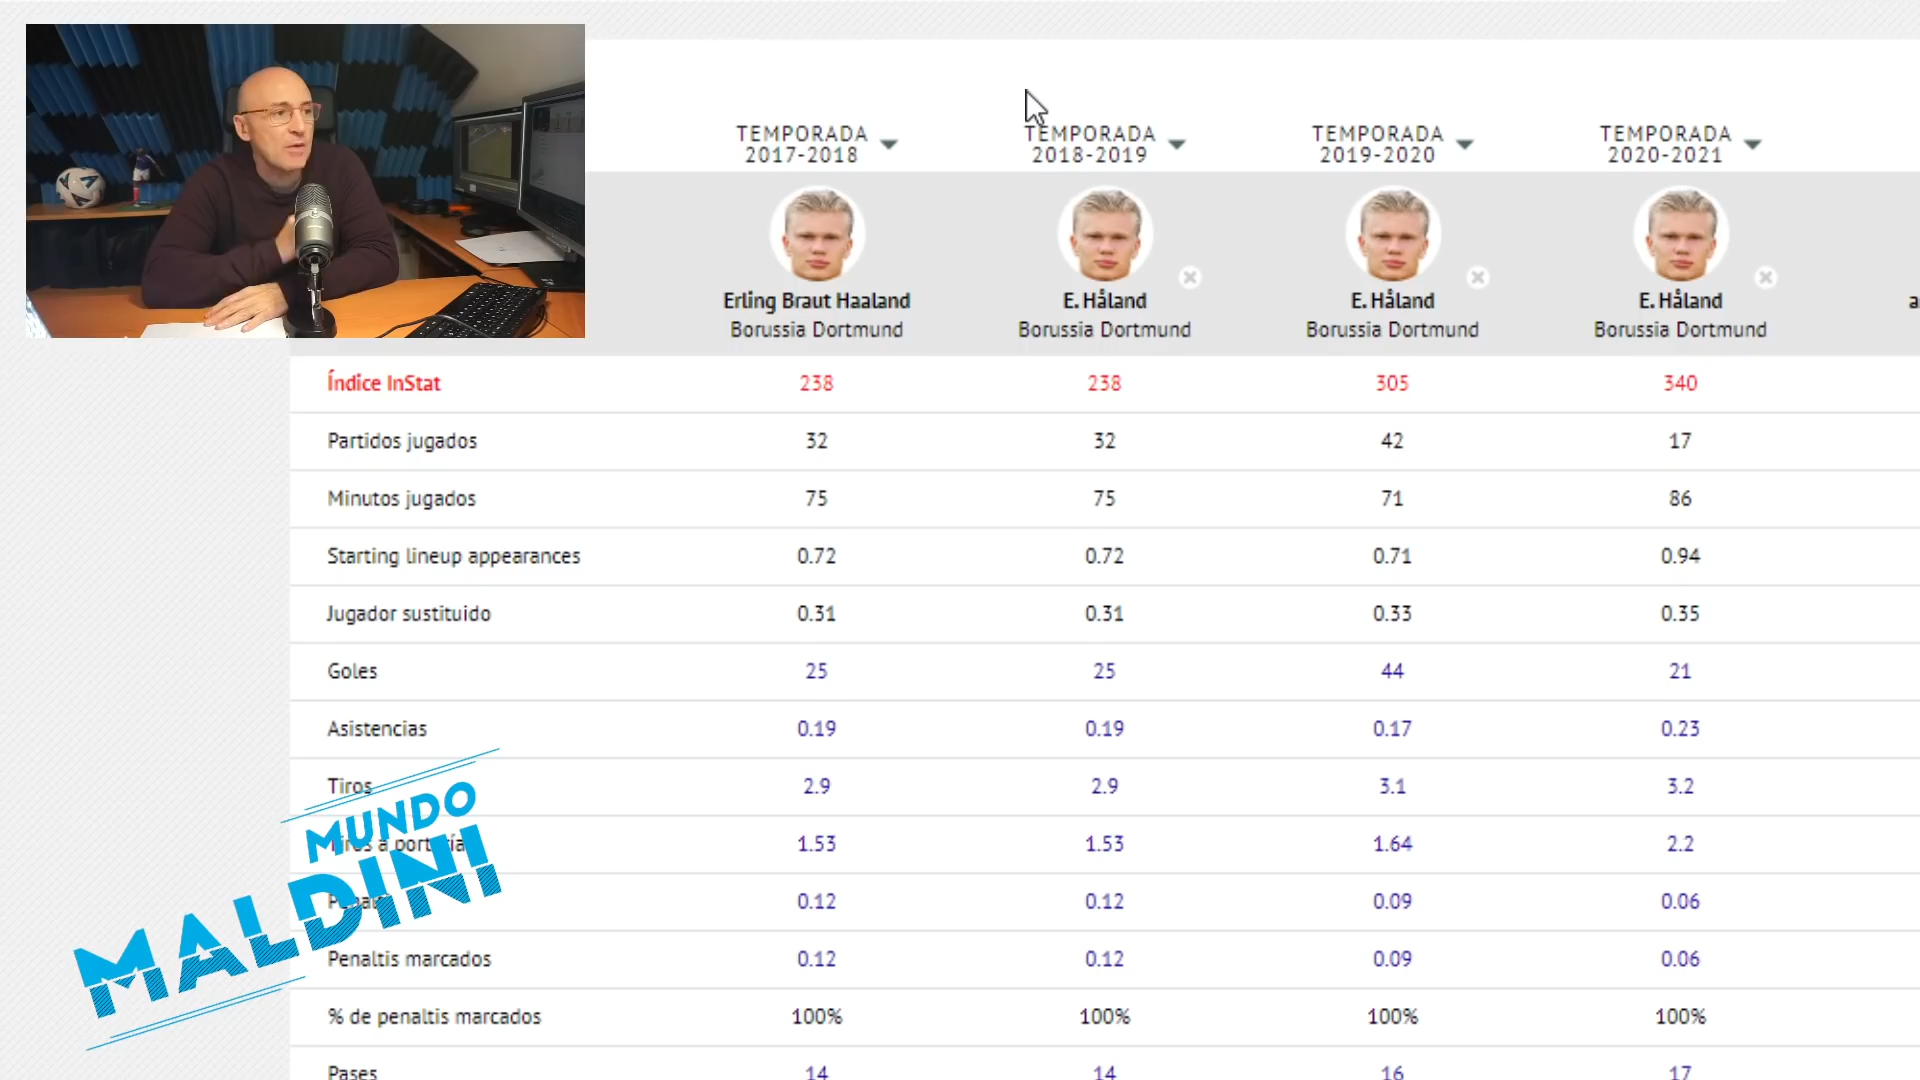 TEMPORADA TEMPORADA TEMPORADA TEMPORADA
2017-2018 2018-2019 2019-2020 2020-2021
Erling Braut Haaland E. Håland E. Håland E. Håland
Borussia Dortmund Borussia Dortmund Borussia Dortmund Borussia Dortmund
Índice InStat 238 238 305 340
Partidos jugados 32 32 42 17
Minutos jugados 75 75 71 86
Starting lineup appearances 0.72 0.72 0.71 0.94
Jugador sustituido 0.31 0.31 0.33 0.35
Goles 25 25 44 21
Asistencias 0.19 0.19 0.17 0.23
Tiros 2.9 2.9 3.1 3.2
1.53 1.53 1.64 2.2
0.12 0.12 0.09 0.06
Penaltis marcados 0.12 0.12 0.09 0.06
% de penaltis marcados 100% 100% 100% 100%
Pases 14 14 16 17
MUNDO
MALDINI